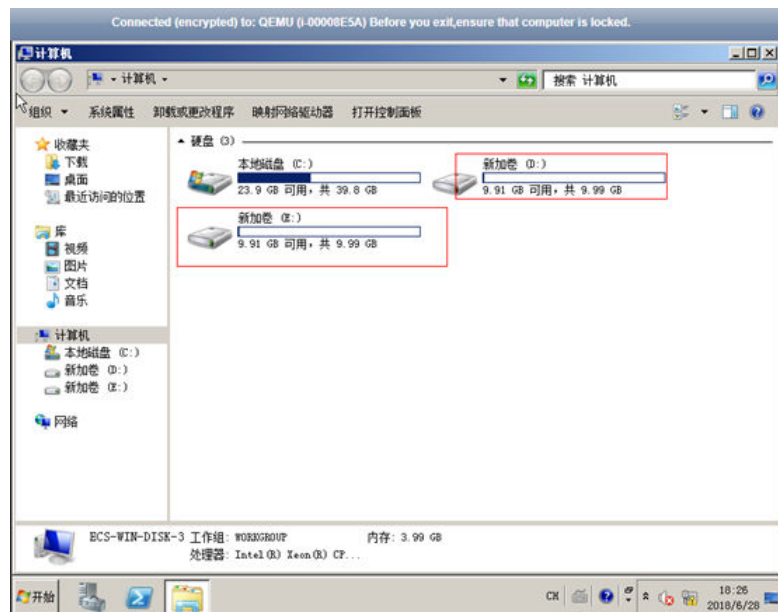 Connected (encrypted) to: QEMU (i-00008E5A) Before you exit,ensure that computer is locked.
计算机
计算机
搜索 计算机
组织 系统属性 卸载或更改程序 映射网络驱动器 打开控制面板
收藏夹
下载
桌面
最近访问的位置
库
视频
图片
文档
音乐
计算机
本地磁盘 (C:)
新加卷 (D:)
新加卷 (E:)
网络
硬盘 (3)
本地磁盘 (C:)
23.9 GB 可用，共 39.8 GB
新加卷 (D:)
9.91 GB 可用，共 9.99 GB
新加卷 (E:)
9.91 GB 可用，共 9.99 GB
ECS-WIN-DISK-3 工作组: WORKGROUP 内存: 3.99 GB
处理器: Intel(R) Xeon(R) CP...
开始
CH
18:26
2018/6/28